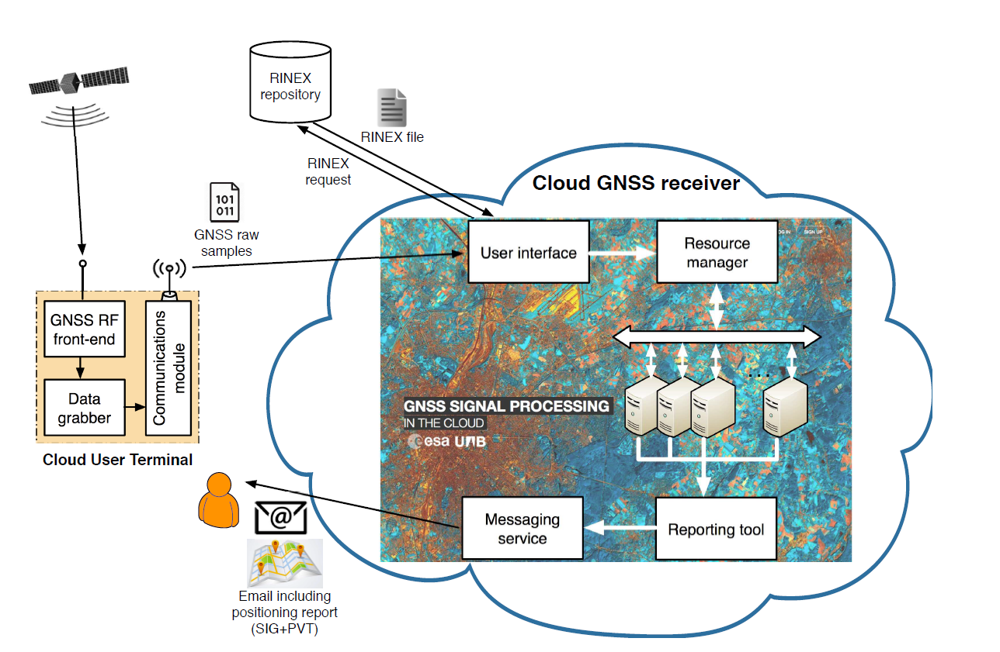 RINEX
repository
RINEX file
RINEX
request
Cloud GNSS receiver
101
011
GNSS raw
samples
User interface
Resource
manager
SIGN UP
GNSS RF
front-end
Communications
module
Data
grabber
Cloud User Terminal
...
GNSS SIGNAL PROCESSING
IN THE CLOUD
esa UAB
Messaging
service
Reporting tool
@
Email including
positioning report
(SIG+PVT)